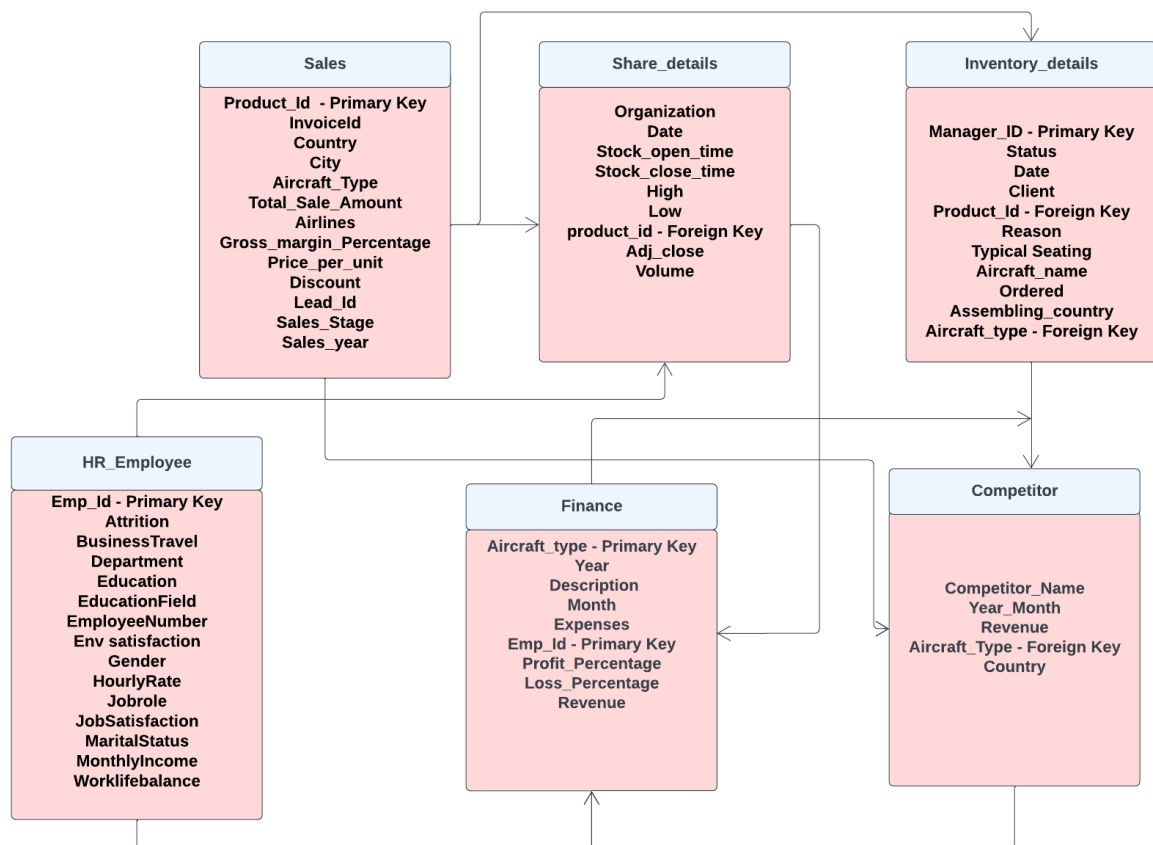 Sales
Product_Id  - Primary Key
InvoiceId
Country
City
Aircraft_Type
Total_Sale_Amount
Airlines
Gross_margin_Percentage
Price_per_unit
Discount
Lead_Id
Sales_Stage
Sales_year
Share_details
Organization
Date
Stock_open_time
Stock_close_time
High
Low
product_id - Foreign Key
Adj_close
Volume
Inventory_details
Manager_ID - Primary Key
Status
Date
Client
Product_Id - Foreign Key
Reason
Typical Seating
Aircraft_name
Ordered
Assembling_country
Aircraft_type - Foreign Key
HR_Employee
Emp_Id - Primary Key
Attrition
BusinessTravel
Department
Education
EducationField
EmployeeNumber
Env satisfaction
Gender
HourlyRate
Jobrole
JobSatisfaction
MaritalStatus
MonthlyIncome
Worklifebalance
Finance
Aircraft_type - Primary Key
Year
Description
Month
Expenses
Emp_Id - Primary Key
Profit_Percentage
Loss_Percentage
Revenue
Competitor
Competitor_Name
Year_Month
Revenue
Aircraft_Type - Foreign Key
Country